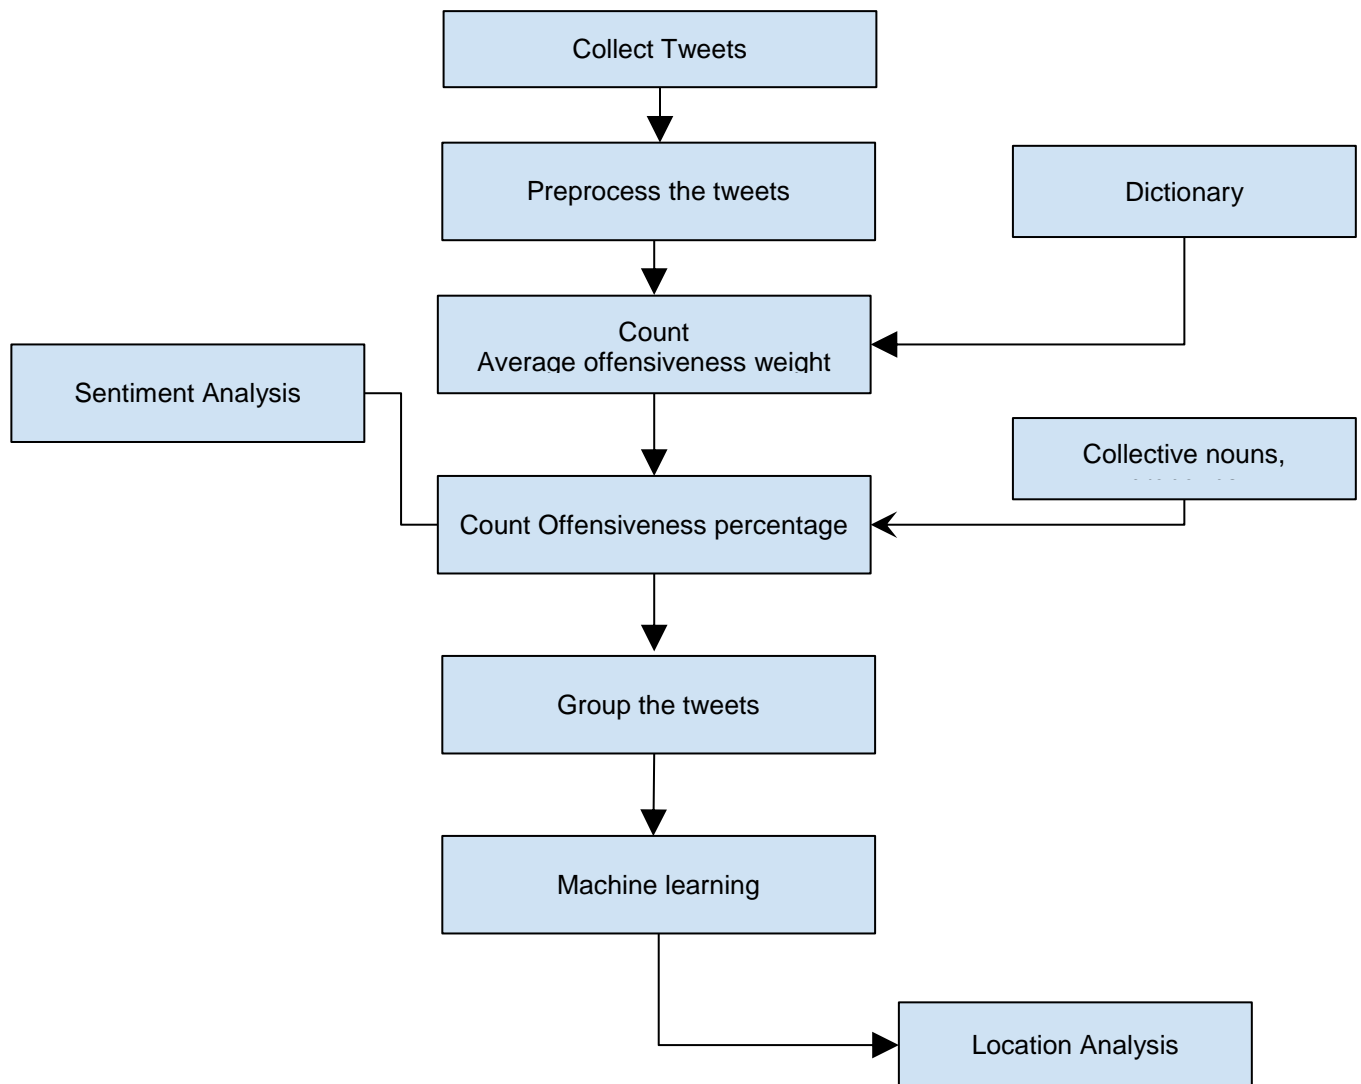 Collect Tweets
Preprocess the tweets
Dictionary
Count
Average offensiveness weight
Sentiment Analysis
Collective nouns,
Count Offensiveness percentage
Group the tweets
Machine learning
Location Analysis